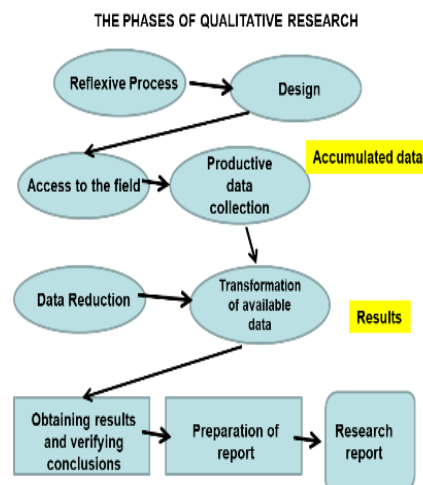 THE PHASES OF QUALITATIVE RESEARCH
Reflexive Process
Design
Accumulated data
Access to the field
Productive
data
collection
Data Reduction
Transformation
of available
data
Results
Obtaining results
and verifying
conclusions
Preparation of
report
Research
report